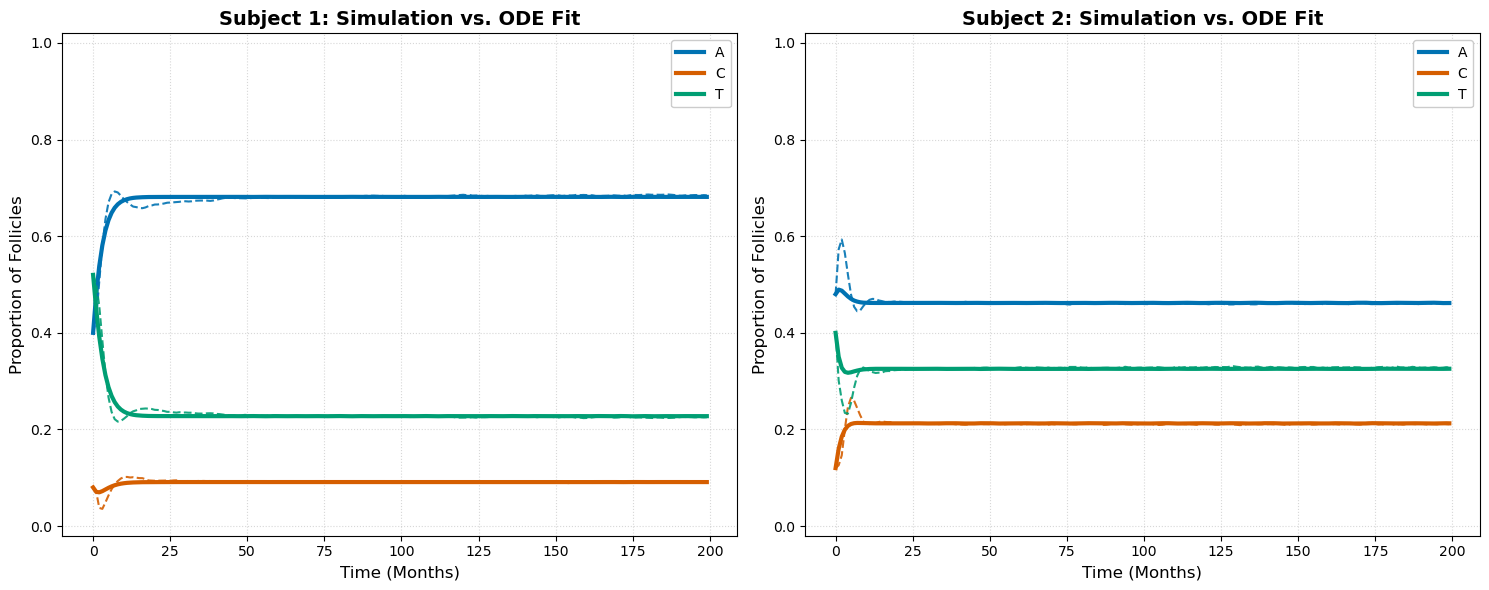 Subject 1: Simulation vs. ODE Fit
Proportion of Follicles
1.0
0.8
0.6
0.4
0.2
0.0
A
C
T
0
25
50
75
100
125
150
175
200
Time (Months)
Subject 2: Simulation vs. ODE Fit
Proportion of Follicles
1.0
0.8
0.6
0.4
0.2
0.0
A
C
T
0
25
50
75
100
125
150
175
200
Time (Months)